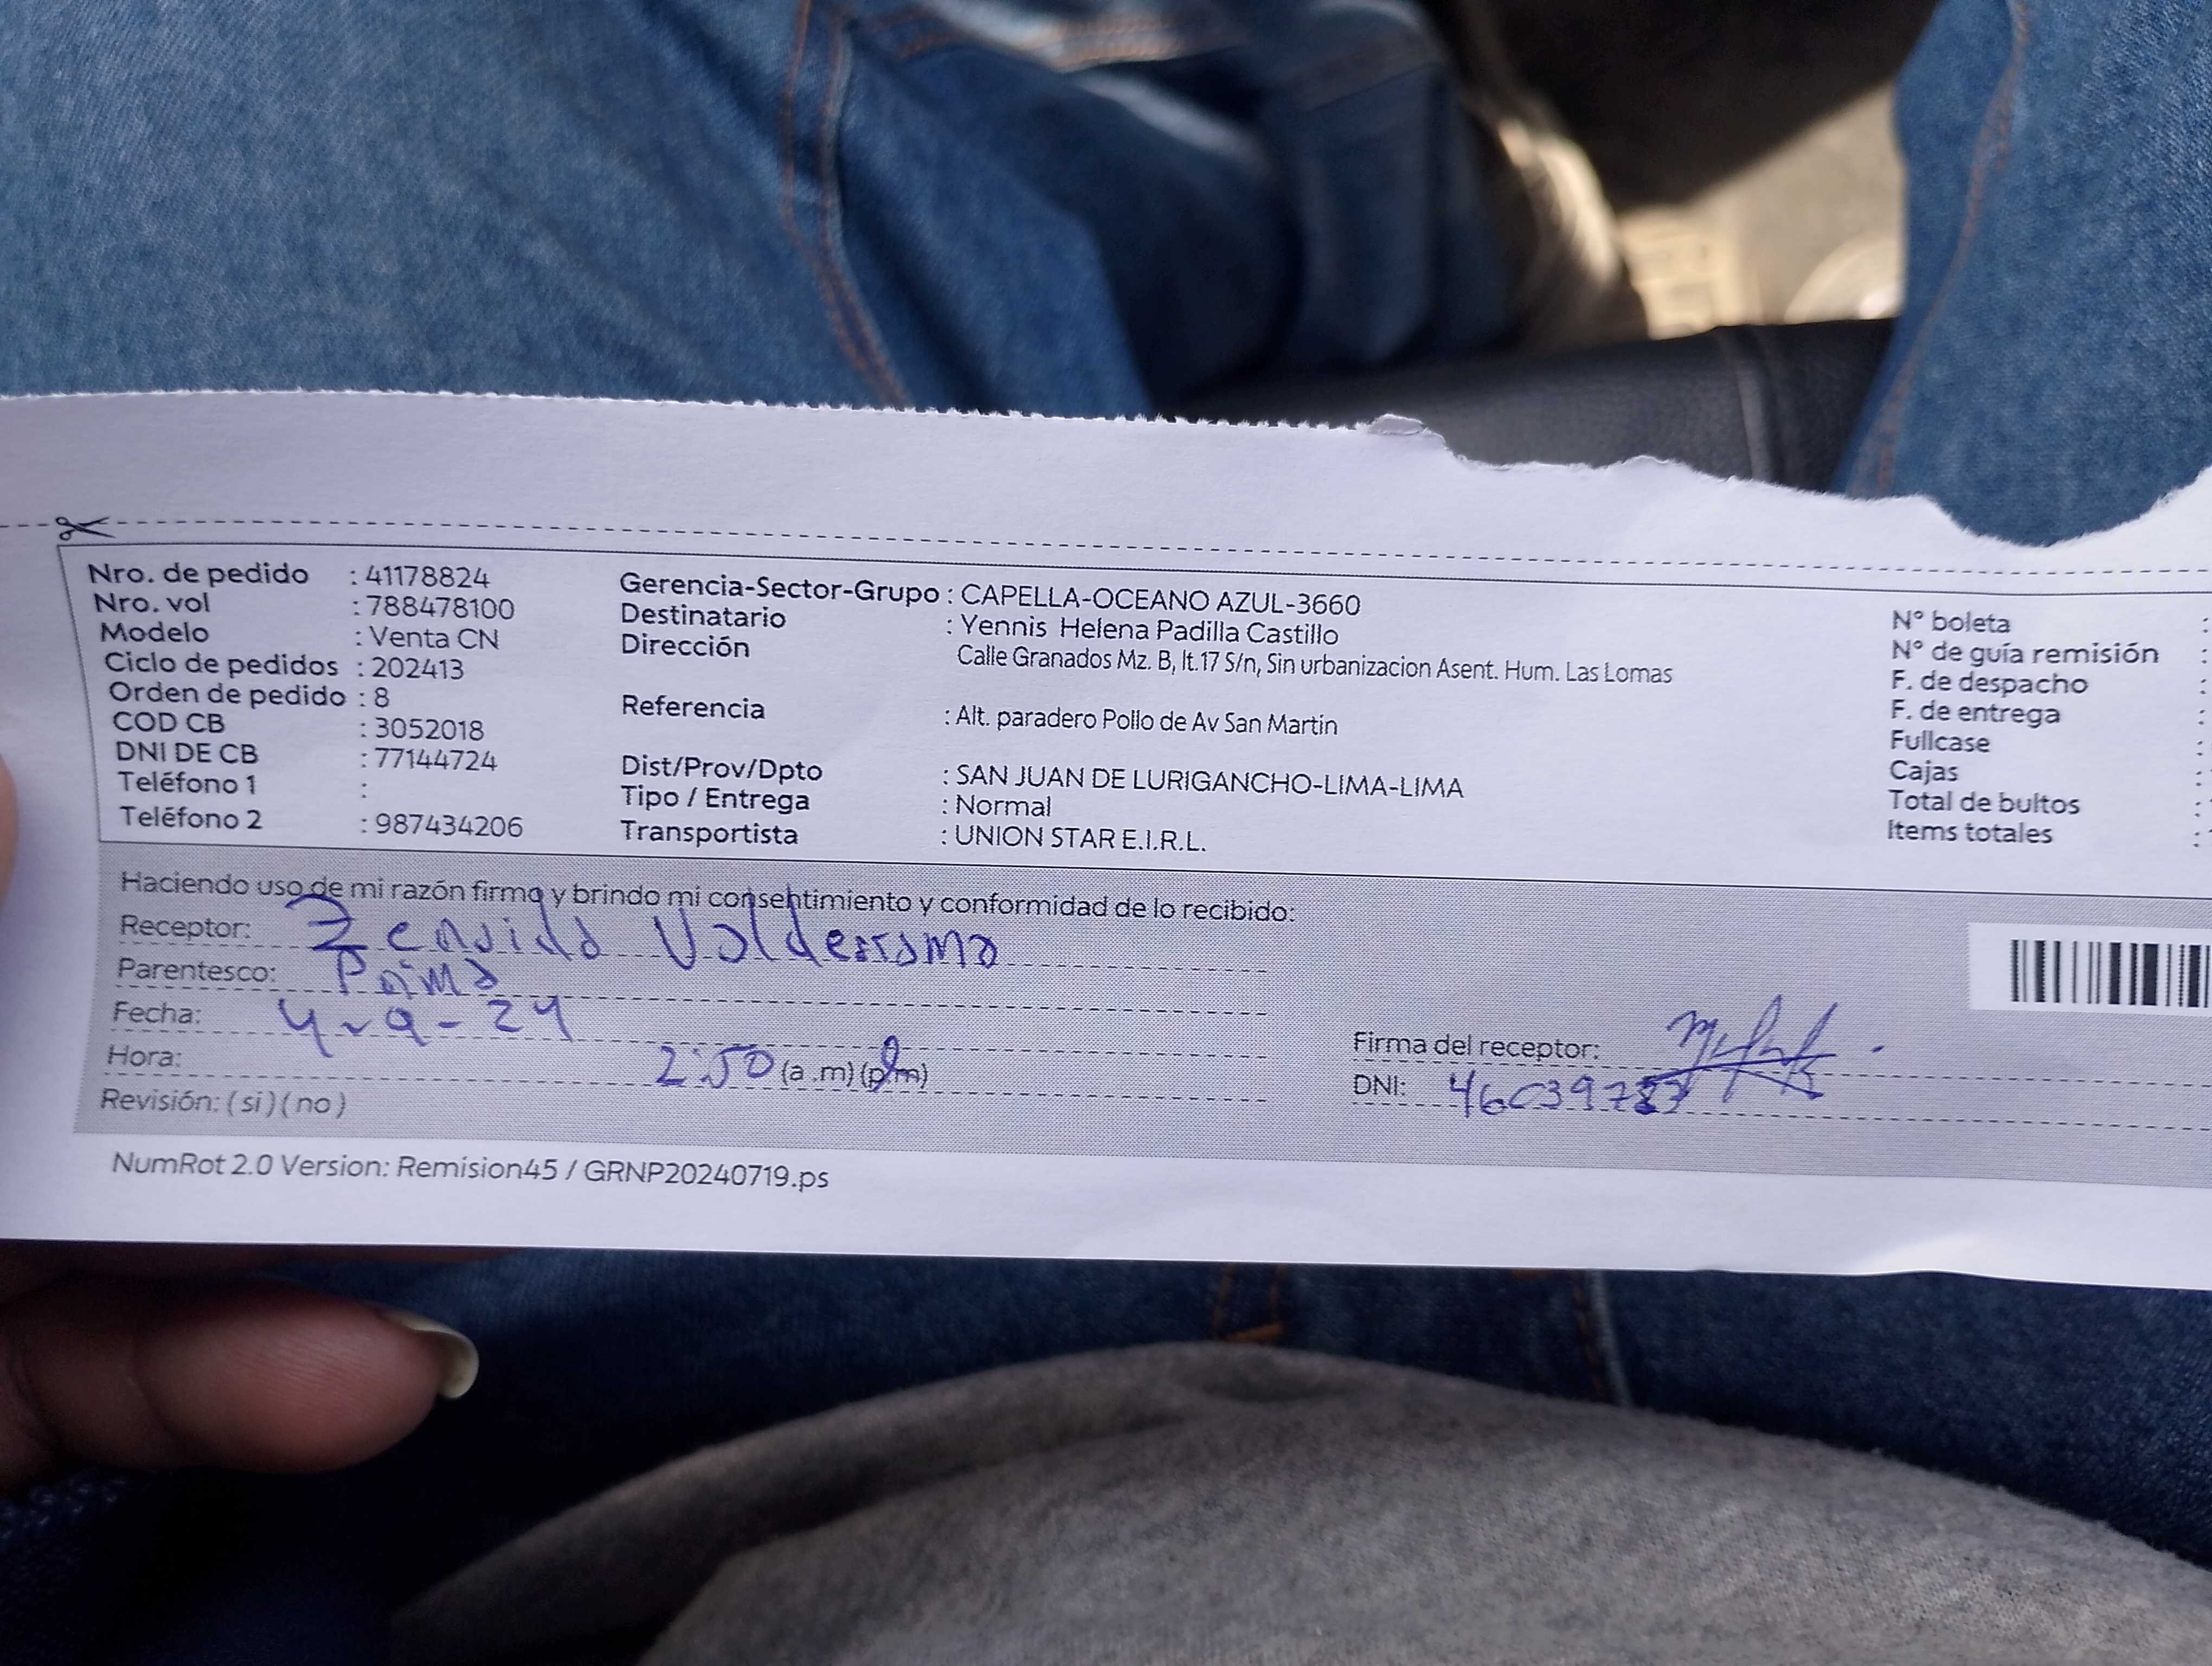 Nro. de pedido : 41178824
Nro. vol : 788478100
Modelo : Venta CN
Ciclo de pedidos : 202413
Orden de pedido : 8
COD CB : 3052018
DNI DE CB : 77144724
Teléfono 1 :
Teléfono 2 : 987434206
Gerencia-Sector-Grupo : CAPELLA-OCEANO AZUL-3660
Destinatario : Yennis Helena Padilla Castillo
Dirección Calle Granados Mz. B, lt.17 S/n, Sin urbanizacion Asent. Hum. Las Lomas
Referencia : Alt. paradero Pollo de Av San Martin
Dist/Prov/Dpto : SAN JUAN DE LURIGANCHO-LIMA-LIMA
Tipo / Entrega : Normal
Transportista : UNION STAR E.I.R.L.
N° boleta :
N° de guía remisión :
F. de despacho :
F. de entrega :
Fullcase :
Cajas :
Total de bultos :
Items totales :
Haciendo uso de mi razón firmo y brindo mi consentimiento y conformidad de lo recibido:
Receptor: Valderrama
Parentesco: Prima
Fecha: 4-9-24
Hora: 2:50 (a .m) (p.m)
Revisión: ( si ) ( no )
Firma del receptor:
DNI:
NumRot 2.0 Version: Remision45 / GRNP20240719.ps